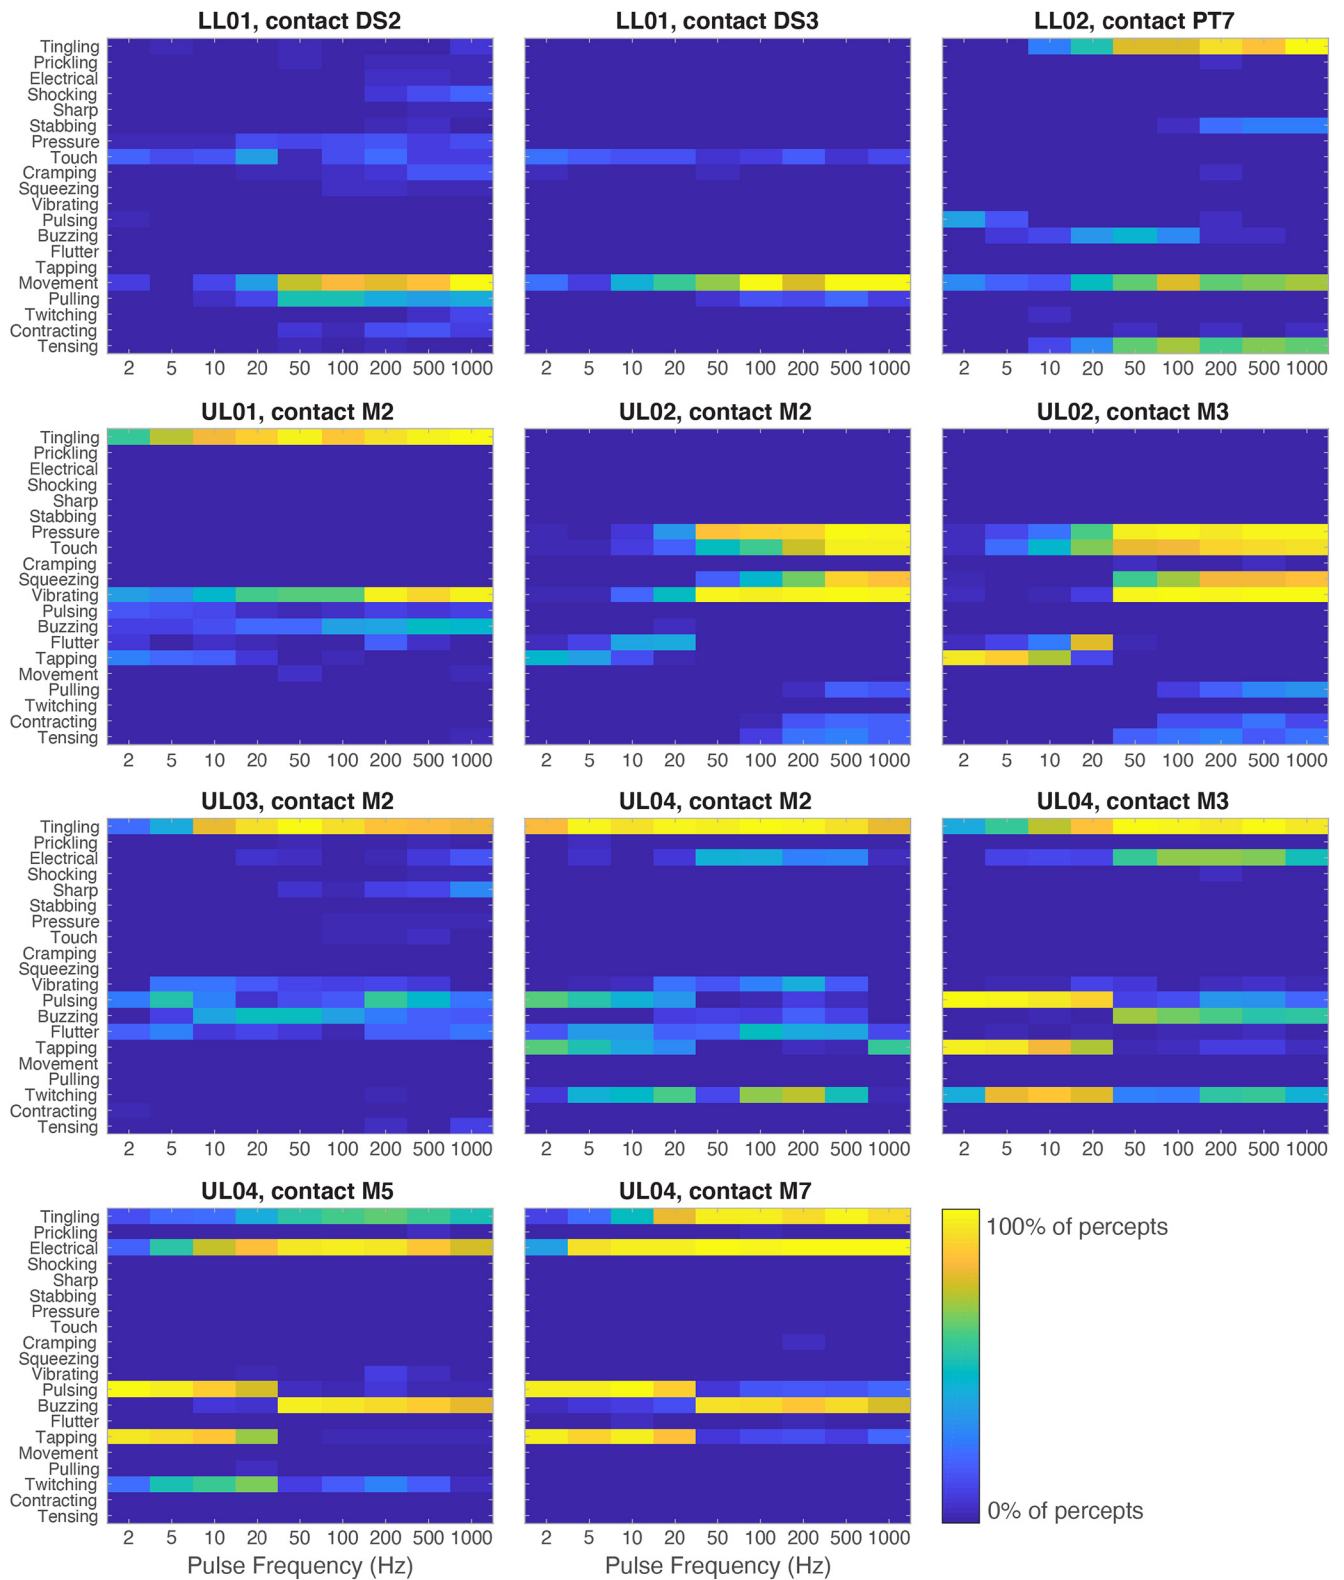 LL01, contact DS2
LL01, contact DS3
LL02, contact PT7
Tingling
Prickling
Electrical
Shocking
Sharp
Stabbing
Pressure
Touch
Cramping
Squeezing
Vibrating
Pulsing
Buzzing
Flutter
Tapping
Movement
Pulling
Twitching
Contracting
Tensing
2 5 10 20 50 100 200 500 1000
2 5 10 20 50 100 200 500 1000
2 5 10 20 50 100 200 500 1000
UL01, contact M2
UL02, contact M2
UL02, contact M3
Tingling
Prickling
Electrical
Shocking
Sharp
Stabbing
Pressure
Touch
Cramping
Squeezing
Vibrating
Pulsing
Buzzing
Flutter
Tapping
Movement
Pulling
Twitching
Contracting
Tensing
2 5 10 20 50 100 200 500 1000
2 5 10 20 50 100 200 500 1000
2 5 10 20 50 100 200 500 1000
UL03, contact M2
UL04, contact M2
UL04, contact M3
Tingling
Prickling
Electrical
Shocking
Sharp
Stabbing
Pressure
Touch
Cramping
Squeezing
Vibrating
Pulsing
Buzzing
Flutter
Tapping
Movement
Pulling
Twitching
Contracting
Tensing
2 5 10 20 50 100 200 500 1000
2 5 10 20 50 100 200 500 1000
2 5 10 20 50 100 200 500 1000
UL04, contact M5
UL04, contact M7
Tingling
Prickling
Electrical
Shocking
Sharp
Stabbing
Pressure
Touch
Cramping
Squeezing
Vibrating
Pulsing
Buzzing
Flutter
Tapping
Movement
Pulling
Twitching
Contracting
Tensing
2 5 10 20 50 100 200 500 1000
2 5 10 20 50 100 200 500 1000
Pulse Frequency (Hz)
Pulse Frequency (Hz)
100% of percepts
0% of percepts